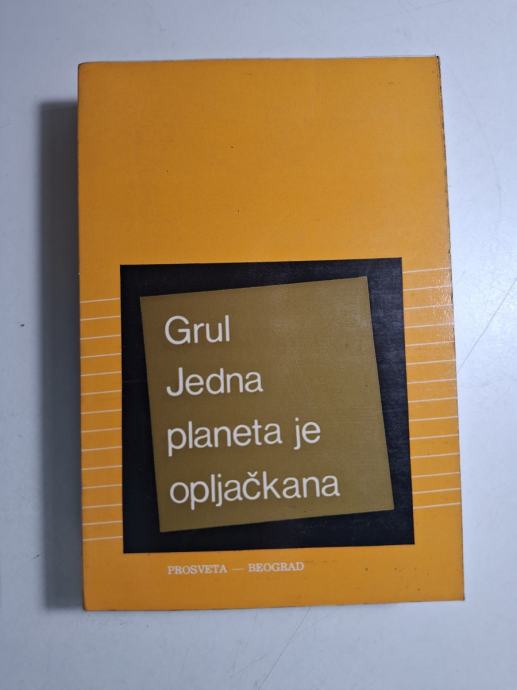 Grul
Jedna
planeta je
opljačkana
PROSVETA — BEOGRAD